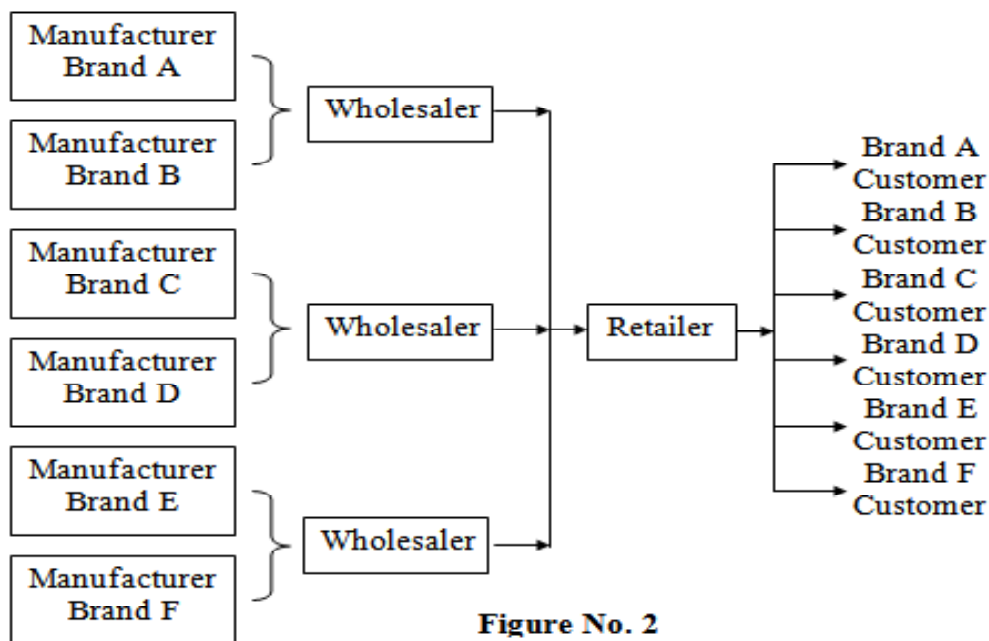 Manufacturer
Brand A
Manufacturer
Brand B
Manufacturer
Brand C
Manufacturer
Brand D
Manufacturer
Brand E
Manufacturer
Brand F
Wholesaler
Wholesaler
Wholesaler
Retailer
Brand A
Customer
Brand B
Customer
Brand C
Customer
Brand D
Customer
Brand E
Customer
Brand F
Customer
Figure No. 2